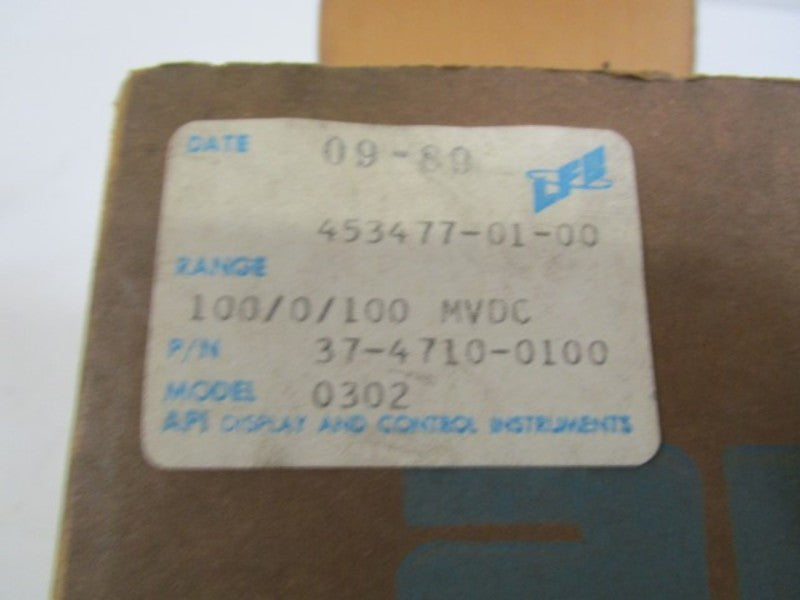 DATE 09-89
453477-01-00
RANGE
100/0/100 MVDC
P/N 37-4710-0100
MODEL 0302
API DISPLAY AND CONTROL INSTRUMENTS